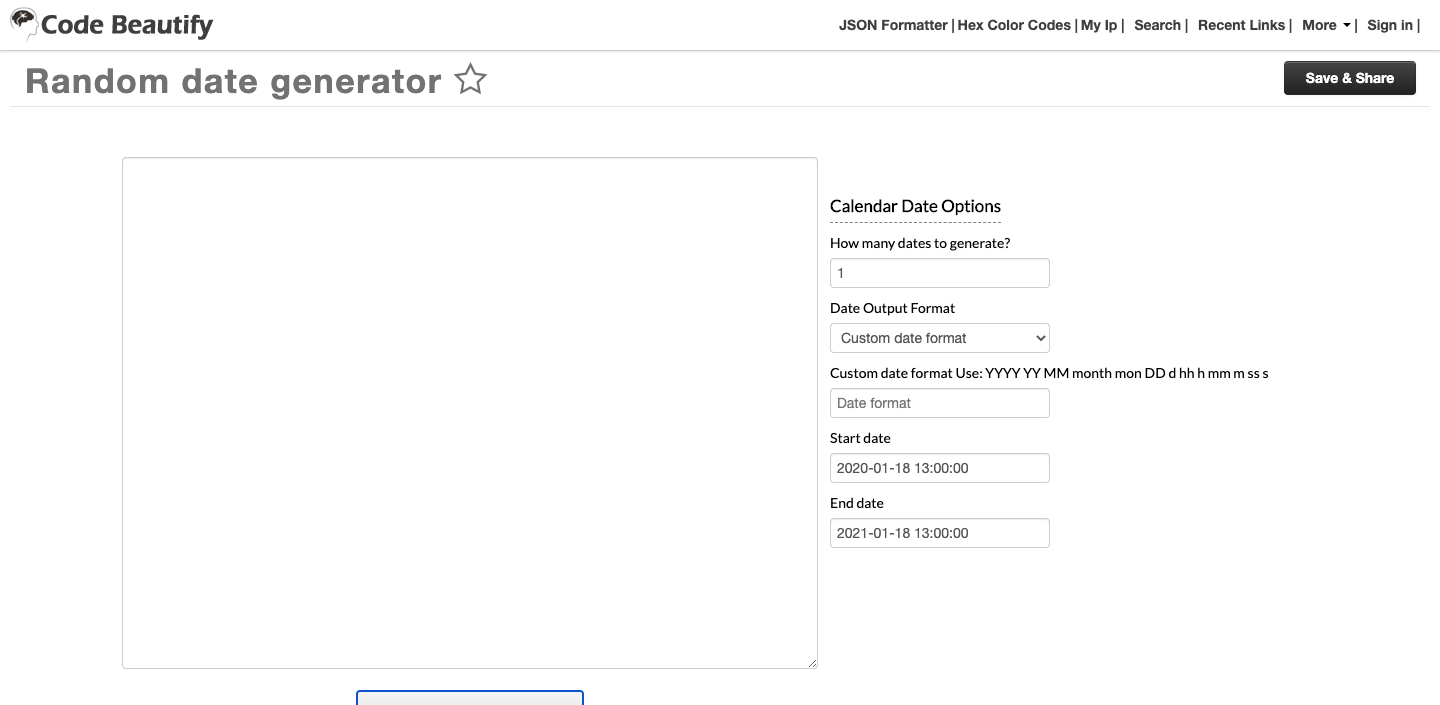 Code Beautify
JSON Formatter | Hex Color Codes | My Ip | Search | Recent Links | More | Sign in |
Random date generator
Save & Share
Calendar Date Options
How many dates to generate?
1
Date Output Format
Custom date format
Custom date format Use: YYYY YY MM month mon DD d hh h mm m ss s
Date format
Start date
2020-01-18 13:00:00
End date
2021-01-18 13:00:00